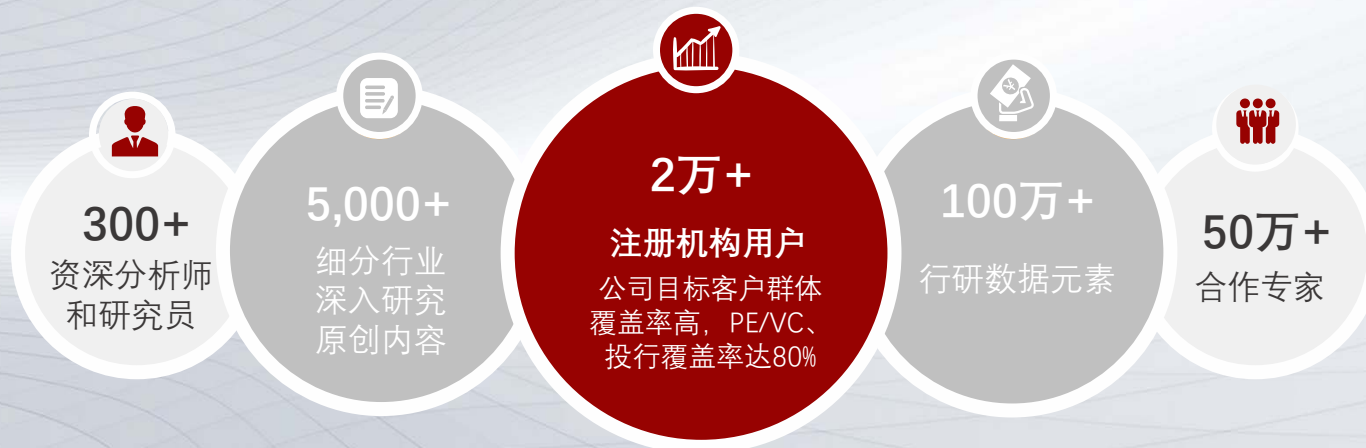 300+
资深分析师
和研究员
5,000+
细分行业
深入研究
原创内容
2万+
注册机构用户
公司目标客户群体
覆盖率高，PE/VC、
投行覆盖率达80%
100万+
行研数据元素
50万+
合作专家